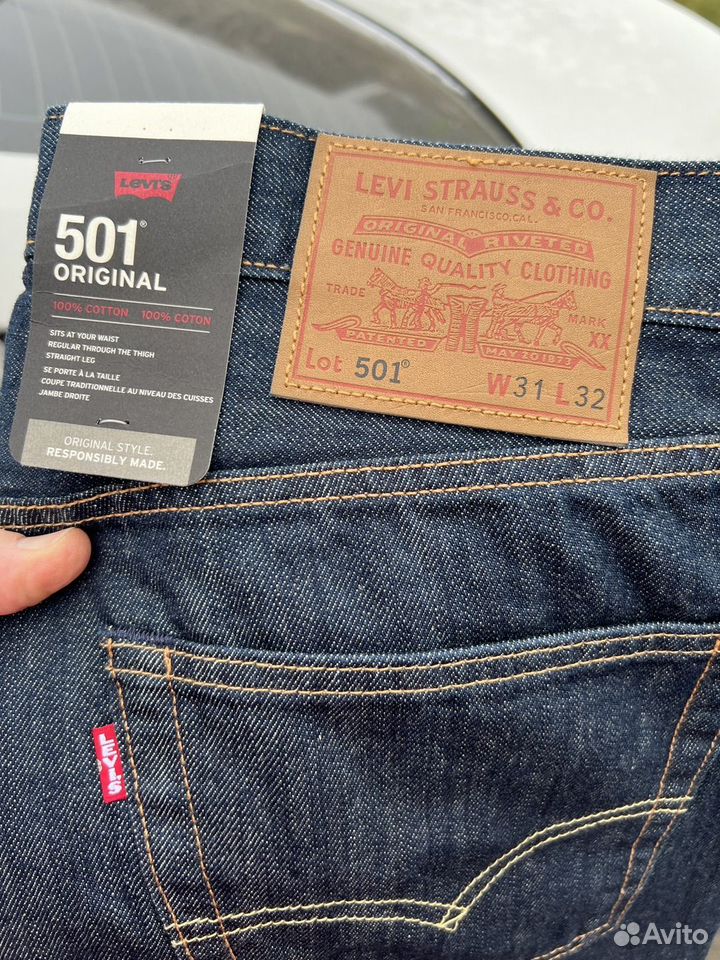 Levi's
501®
ORIGINAL
100% COTTON 100% COTON
SITS AT YOUR WAIST
REGULAR THROUGH THE THIGH
STRAIGHT LEG
SE PORTE À LA TAILLE
COUPE TRADITIONNELLE AU NIVEAU DES CUISSES
JAMBE DROITE
ORIGINAL STYLE.
RESPONSIBLY MADE.
LEVI STRAUSS & CO.
SAN FRANCISCO, CAL.
ORIGINAL RIVETED
GENUINE QUALITY CLOTHING
TRADE MARK
XX
PATENTED MAY 20 1873
Lot 501® W31 L32
LEVI'S
Avito